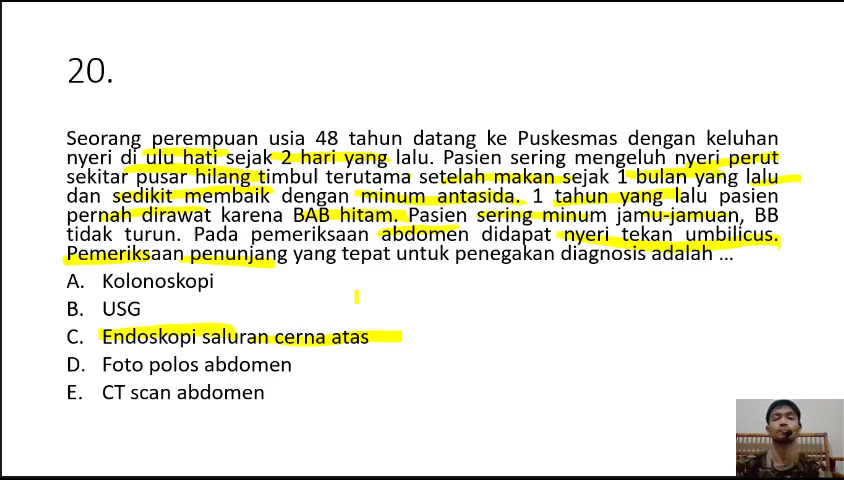 20.
Seorang perempuan usia 48 tahun datang ke Puskesmas dengan keluhan
nyeri di ulu hati sejak 2 hari yang lalu. Pasien sering mengeluh nyeri perut
sekitar pusar hilang timbul terutama setelah makan sejak 1 bulan yang lalu
dan sedikit membaik dengan minum antasida. 1 tahun yang lalu pasien
pernah dirawat karena BAB hitam. Pasien sering minum jamu-jamuan, BB
tidak turun. Pada pemeriksaan abdomen didapat nyeri tekan umbilicus.
Pemeriksaan penunjang yang tepat untuk penegakan diagnosis adalah ...
A. Kolonoskopi
B. USG
C. Endoskopi saluran cerna atas
D. Foto polos abdomen
E. CT scan abdomen